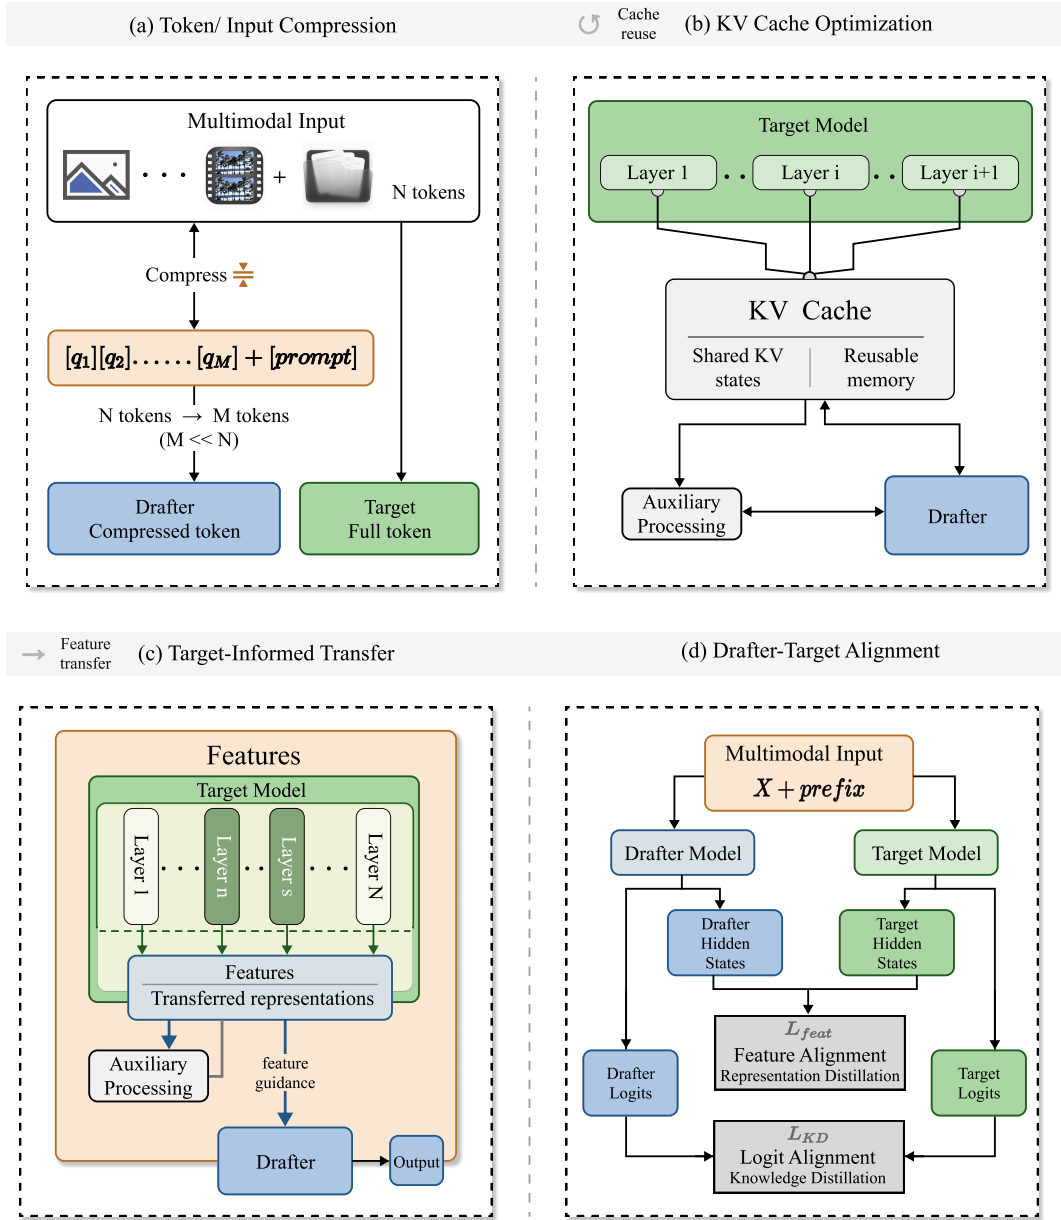 (a) Token/ Input Compression
Multimodal Input
+
N tokens
Compress
[q₁][q₂]......[q_M] + [prompt]
N tokens → M tokens
(M << N)
Drafter
Compressed token
Target
Full token
Cache
reuse
(b) KV Cache Optimization
Target Model
Layer 1 . . Layer i . . Layer i+1
KV Cache
Shared KV
states
Reusable
memory
Auxiliary
Processing
Drafter
Feature
transfer
(c) Target-Informed Transfer
Features
Target Model
Layer 1
Layer n
Layer s
Layer N
Features
Transferred representations
Auxiliary
Processing
feature
guidance
Drafter
Output
(d) Drafter-Target Alignment
Multimodal Input
X + prefix
Drafter Model
Target Model
Drafter
Hidden
States
Target
Hidden
States
L_feat
Feature Alignment
Representation Distillation
Drafter
Logits
Target
Logits
L_KD
Logit Alignment
Knowledge Distillation